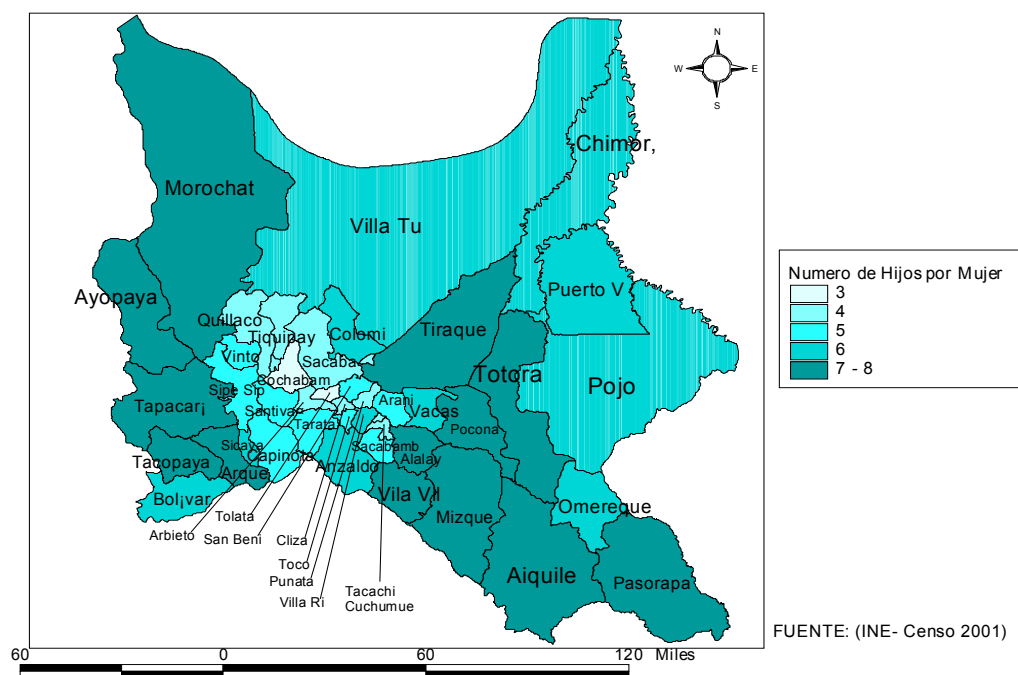 N
W E
S
Chimor,
Morochat
Villa Tu
Ayopaya
Puerto V
Quillaco
Tiquipay
Colomi
Tiraque
Vinto
Sacaba
Cochabam
Totora
Pojo
Sipe Sip
Tapacar¡
Arani
Santivac
Vacas
Tarata
Pocona
Sicaya
Sacabamb
Tacopaya
Capinota
Alalay
Arque
Anzaldo
Bol¡var
Vila Vil
Omereque
Mizque
Tolata
Arbieto
San Beni
Cliza
Toco
Aiquile
Punata
Pasorapa
Villa Ri
Tacachi
Cuchumue
Numero de Hijos por Mujer
3
4
5
6
7 - 8
FUENTE: (INE- Censo 2001)
60 0 60 120 Miles